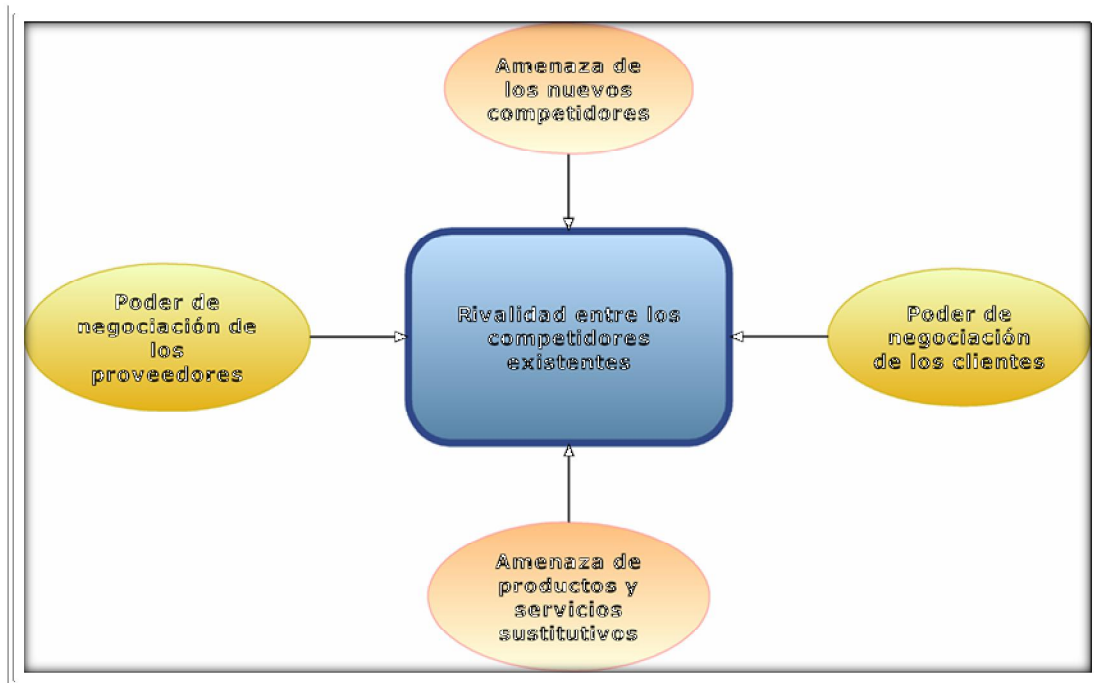 Amenaza de
los nuevos
competidores
Poder de
negociación de
los
proveedores
Rivalidad entre los
competidores
existentes
Poder de
negociación
de los clientes
Amenaza de
productos y
servicios
sustitutivos